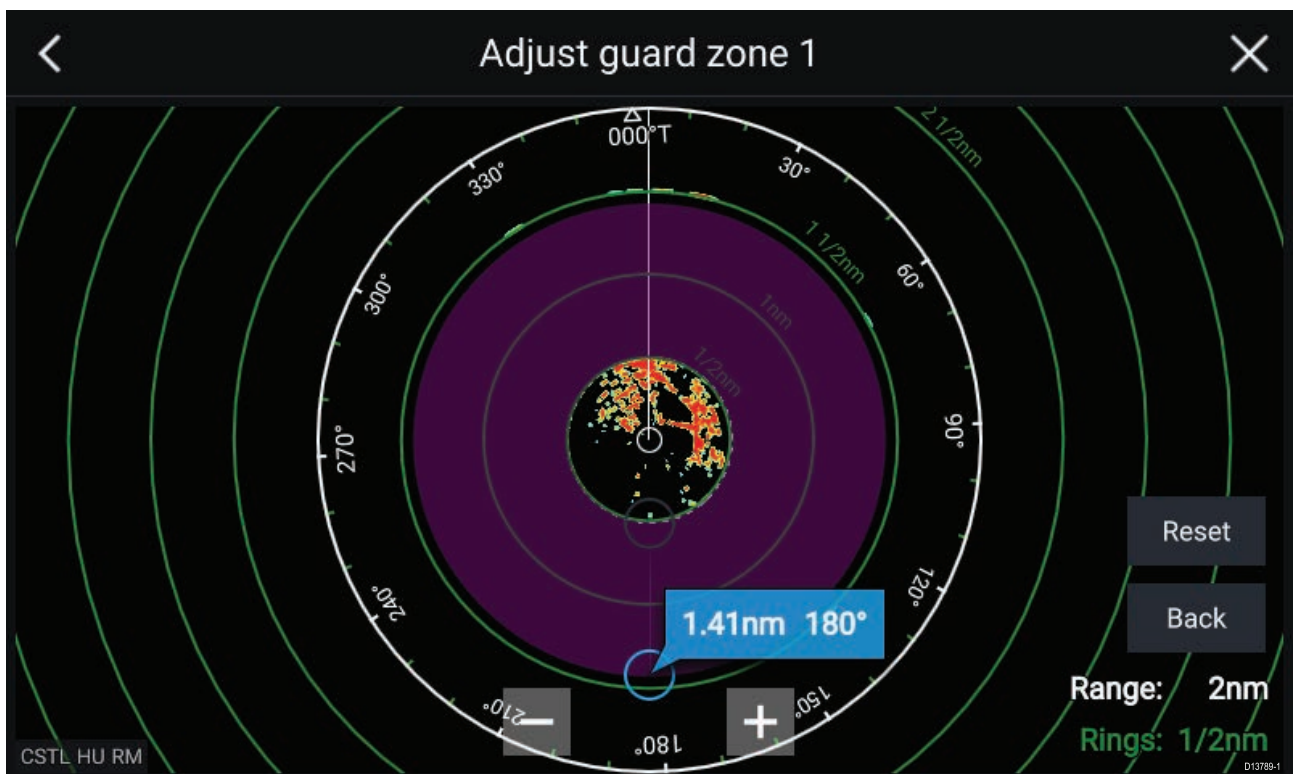 Adjust guard zone 1
000°T
30°
60°
90°
120°
150°
180°
210°
240°
270°
300°
330°
2 1/2nm
1 1/2nm
1nm
1/2nm
1.41nm 180°
Reset
Back
Range: 2nm
Rings: 1/2nm
CSTL HU RM
D13789-1